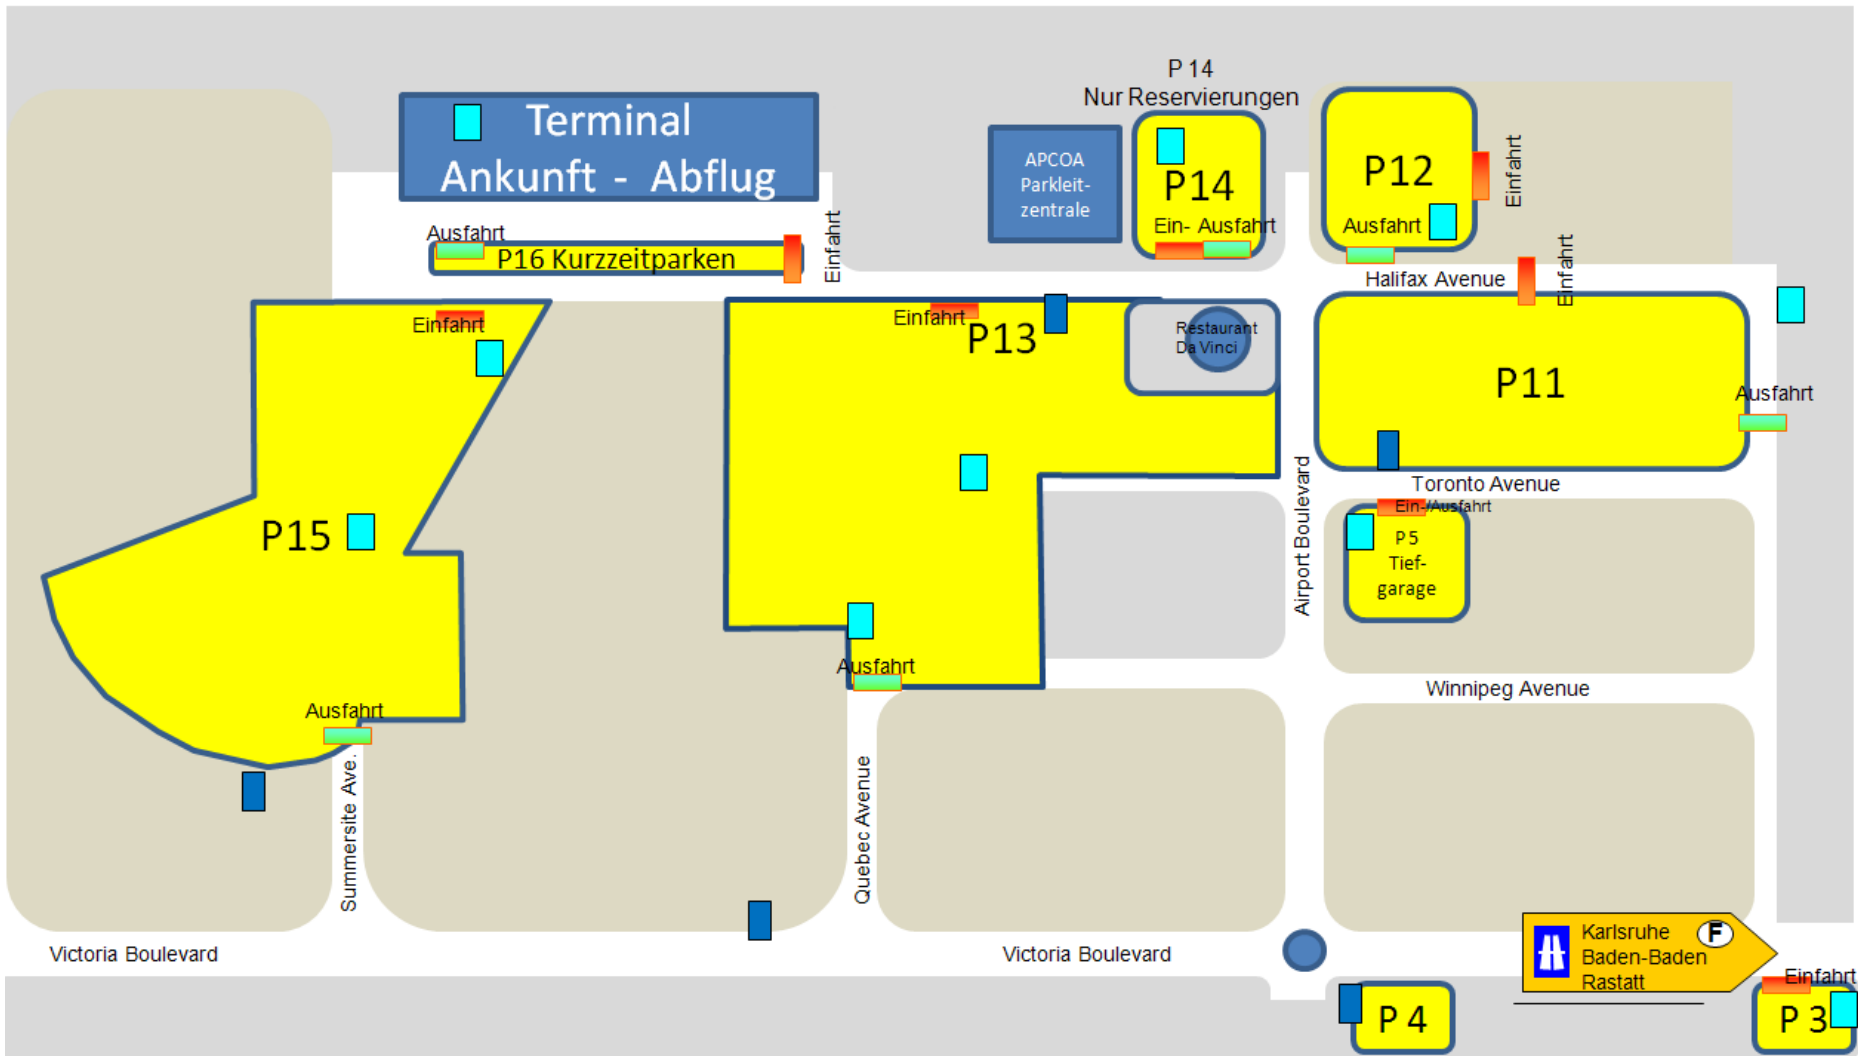 P 14
Nur Reservierungen
Terminal
Ankunft - Abflug
APCOA
Parkleit-
zentrale
P14
Ein- Ausfahrt
P12
Ausfahrt
Einfahrt
Ausfahrt
P16 Kurzzeitparken
Einfahrt
Halifax Avenue
Einfahrt
Einfahrt
Einfahrt
P13
Restaurant
Da Vinci
P11
Ausfahrt
Airport Boulevard
Toronto Avenue
Ein-/Ausfahrt
P 5
Tief-
garage
P15
Ausfahrt
Ausfahrt
Winnipeg Avenue
Summersite Ave.
Quebec Avenue
Victoria Boulevard
Victoria Boulevard
Karlsruhe
F
Baden-Baden
Rastatt
Einfahrt
P 4
P 3